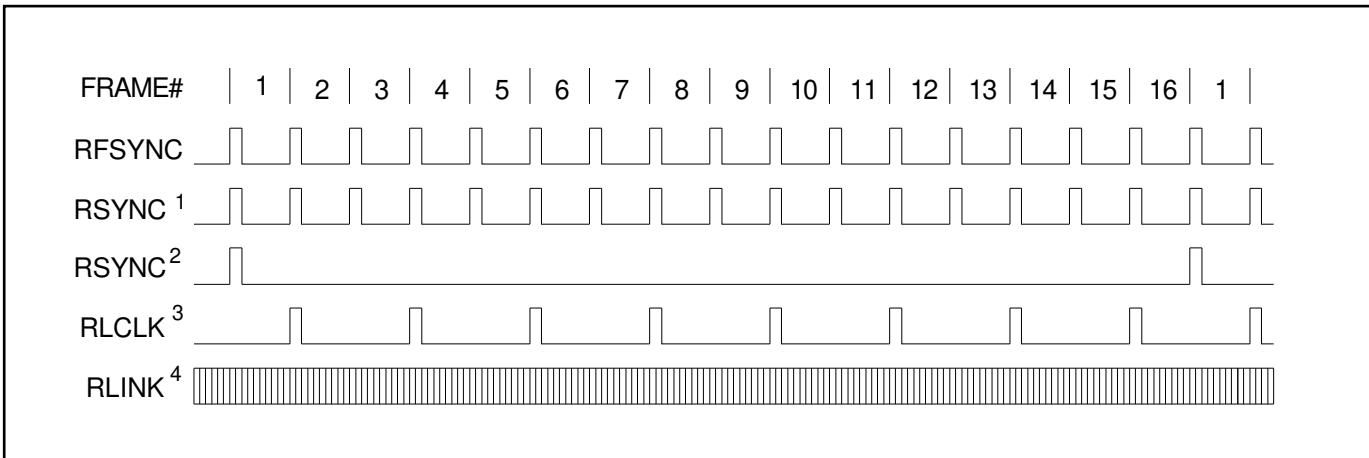 FRAME# 1 2 3 4 5 6 7 8 9 10 11 12 13 14 15 16 1
RFSYNC
RSYNC 1
RSYNC 2
RLCLK 3
RLINK 4